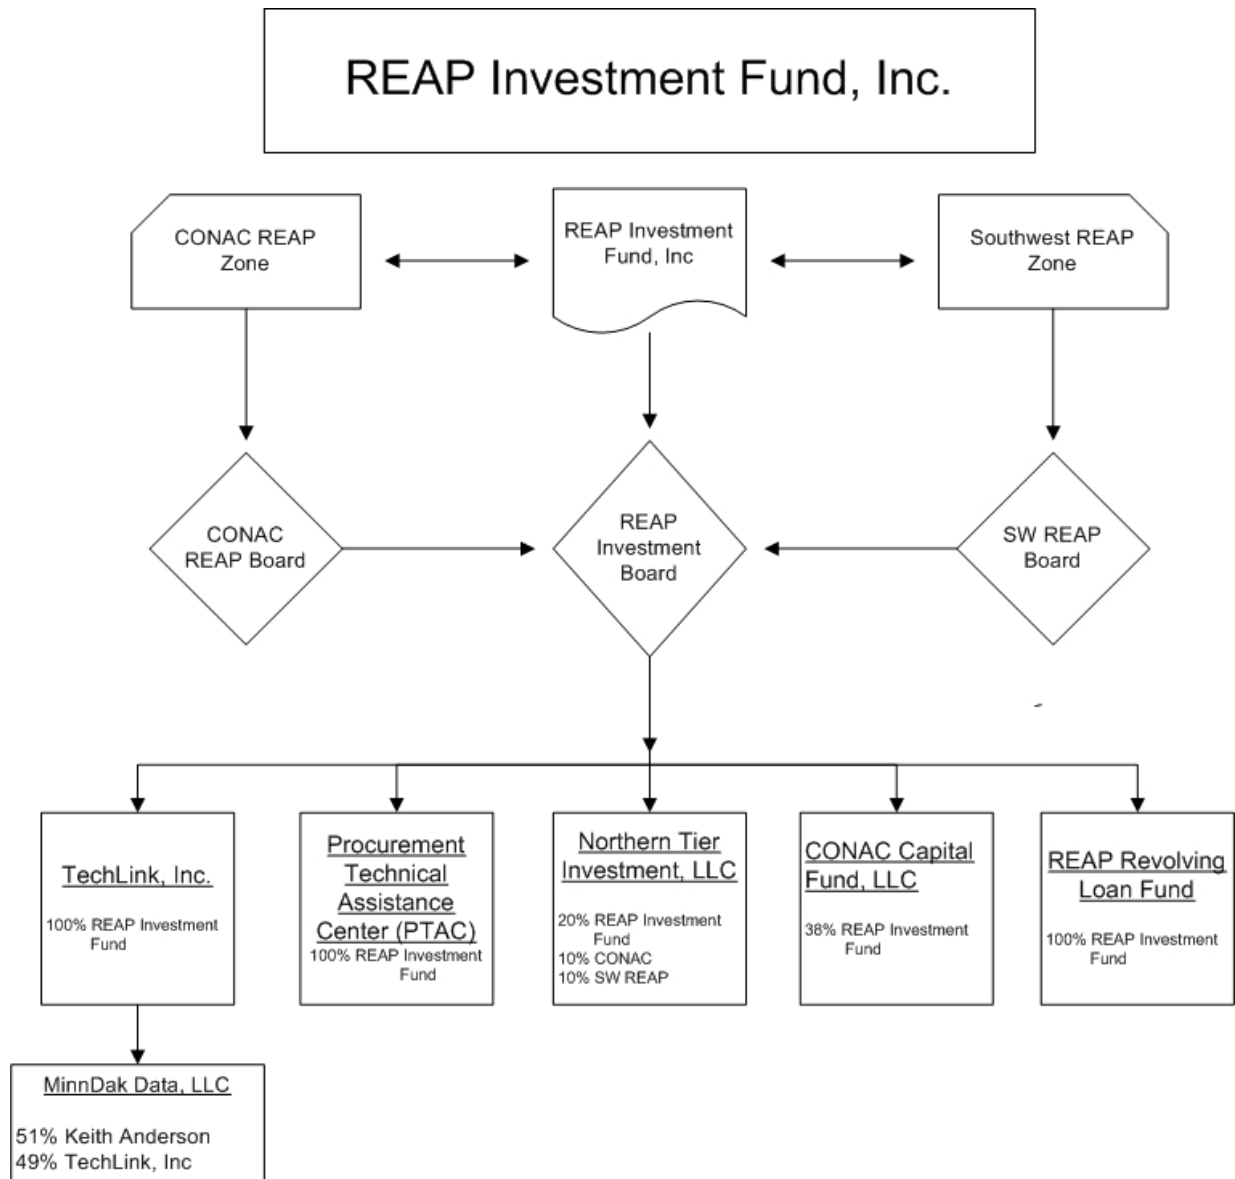 REAP Investment Fund, Inc.
CONAC REAP
Zone
REAP Investment
Fund, Inc
Southwest REAP
Zone
CONAC
REAP Board
REAP
Investment
Board
SW REAP
Board
TechLink, Inc.
100% REAP Investment
Fund
Procurement
Technical
Assistance
Center (PTAC)
100% REAP Investment
Fund
Northern Tier
Investment, LLC
20% REAP Investment
Fund
10% CONAC
10% SW REAP
CONAC Capital
Fund, LLC
38% REAP Investment
Fund
REAP Revolving
Loan Fund
100% REAP Investment
Fund
MinnDak Data, LLC
51% Keith Anderson
49% TechLink, Inc